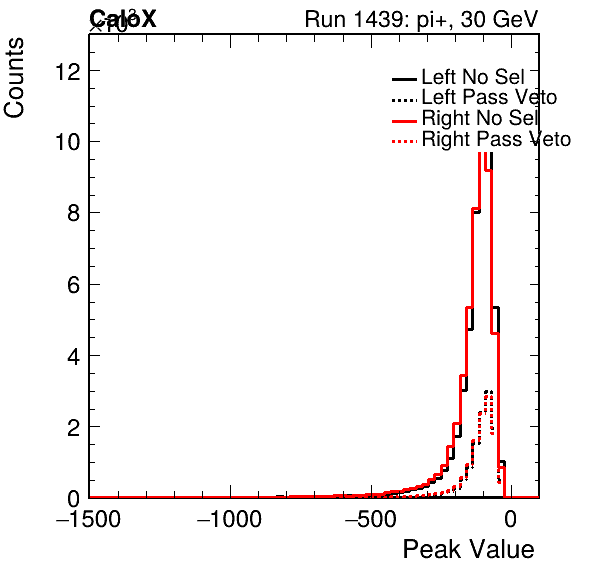 CaloX
×10³
Run 1439: pi+, 30 GeV
Counts
12
10
8
6
4
2
0
Left No Sel
Left Pass Veto
Right No Sel
Right Pass Veto
−1500
−1000
−500
0
Peak Value